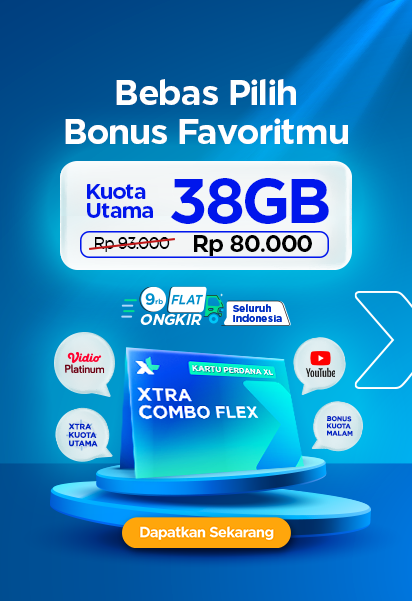 Bebas Pilih
Bonus Favoritmu
Kuota
Utama
38GB
Rp 93.000
Rp 80.000
9rb FLAT
ONGKIR
Seluruh
Indonesia
Vidio
Platinum
XTRA
KUOTA
UTAMA
XL
KARTU PERDANA XL
XTRA
COMBO FLEX
YouTube
BONUS
KUOTA
MALAM
Dapatkan Sekarang